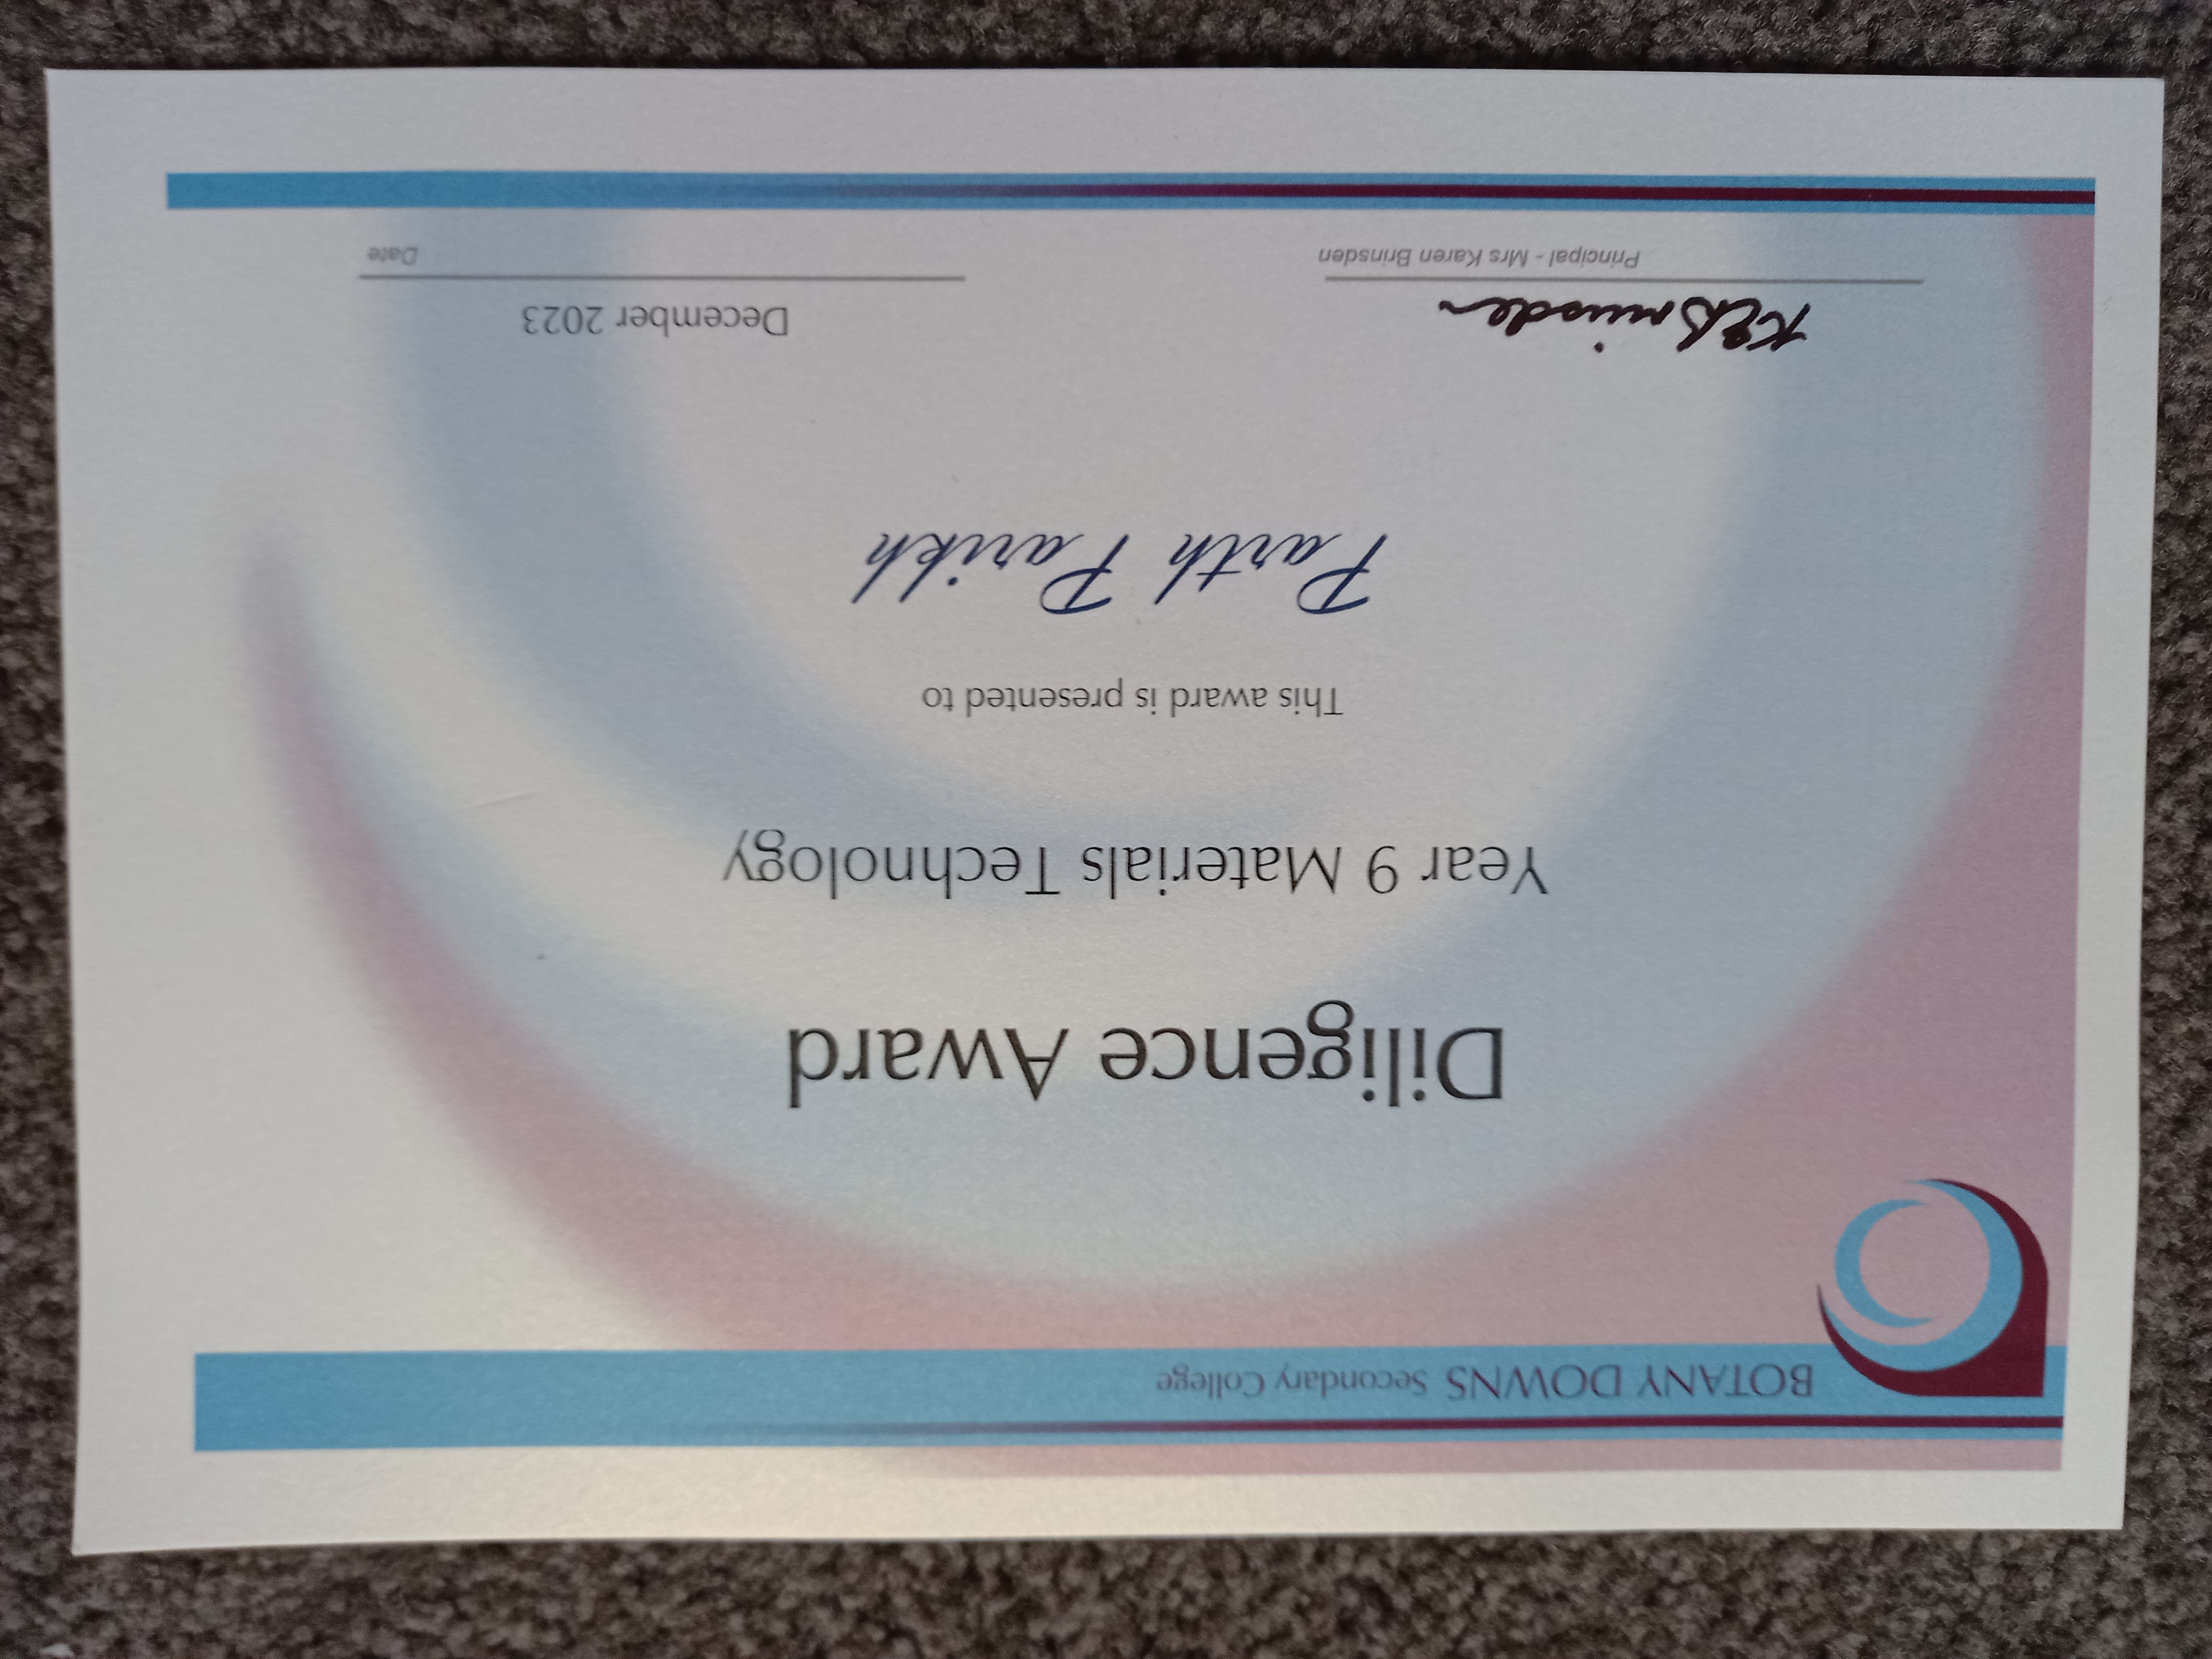 BOTANY DOWNS Secondary College
Diligence Award
Year 9 Materials Technology
This award is presented to
Parth Parikh
KEBrinsden
December 2023
Principal - Mrs Karen Brinsden
Date